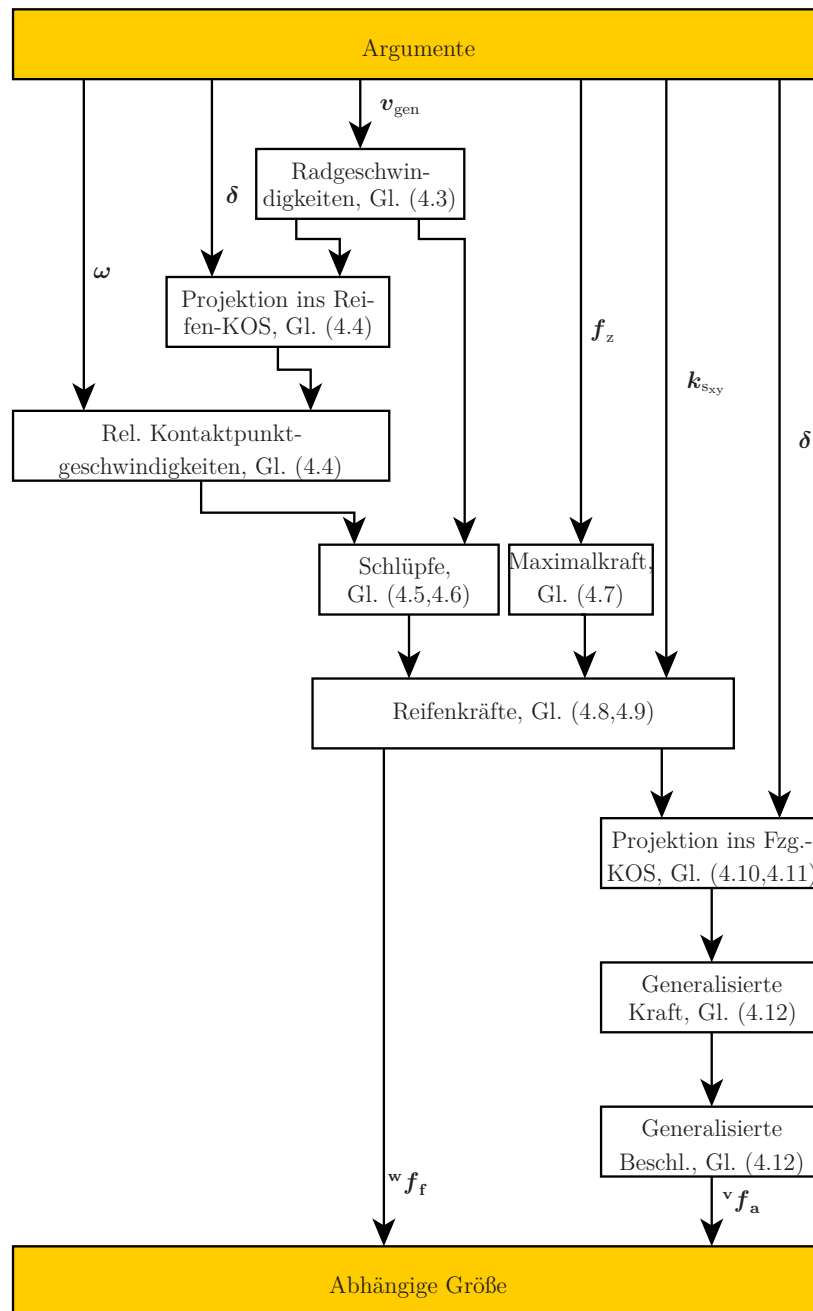 Argumente
v_gen
Radgeschwin-
digkeiten, Gl. (4.3)
δ
ω
Projektion ins Rei-
fen-KOS, Gl. (4.4)
f_z
k_s_xy
Rel. Kontaktpunkt-
geschwindigkeiten, Gl. (4.4)
δ
Schlüpfe,
Gl. (4.5,4.6)
Maximalkraft,
Gl. (4.7)
Reifenkräfte, Gl. (4.8,4.9)
Projektion ins Fzg.-
KOS, Gl. (4.10,4.11)
Generalisierte
Kraft, Gl. (4.12)
Generalisierte
Beschl., Gl. (4.12)
^w f_f
^v f_a
Abhängige Größe